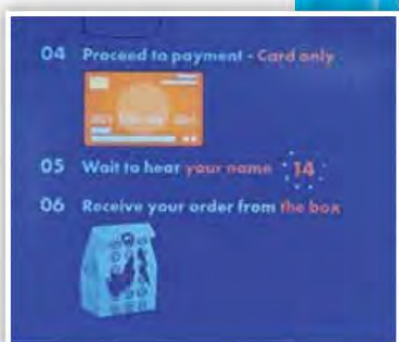 04 Proceed to payment - Card only
05 Wait to hear your name 14
06 Receive your order from the box